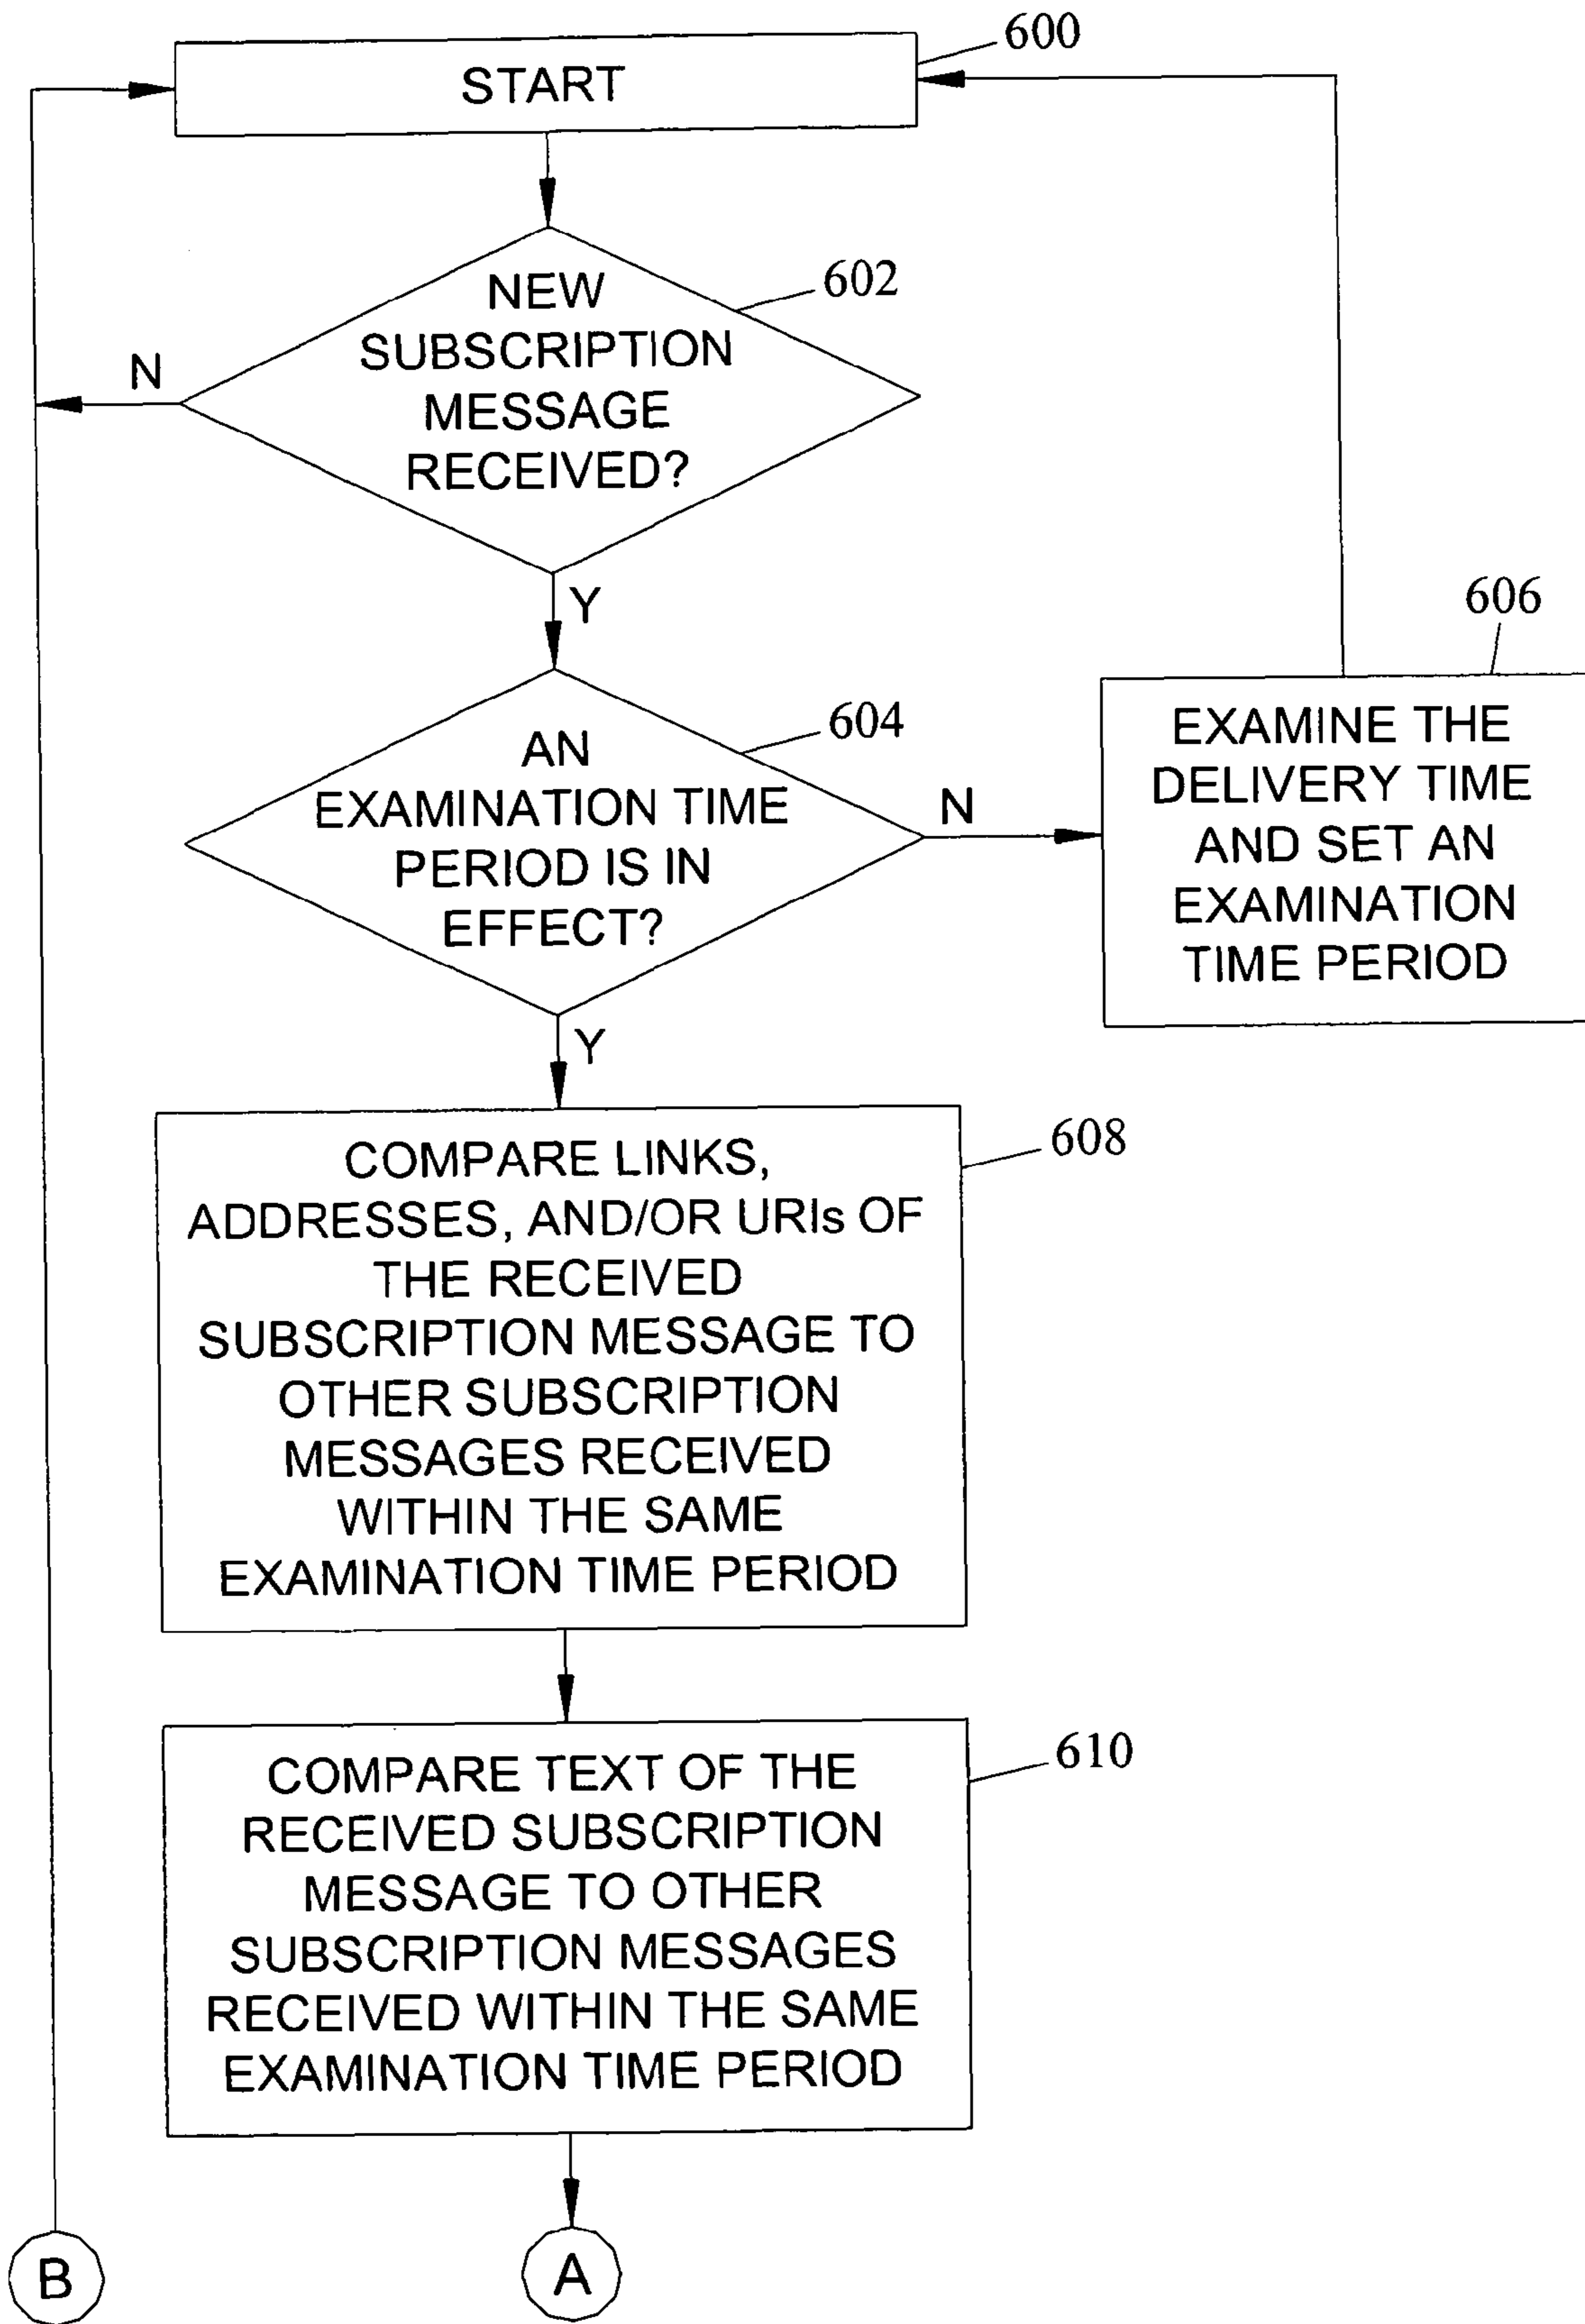 600
START
602
NEW
SUBSCRIPTION
MESSAGE
RECEIVED?
N
Y
604
AN
EXAMINATION TIME
PERIOD IS IN
EFFECT?
N
606
EXAMINE THE
DELIVERY TIME
AND SET AN
EXAMINATION
TIME PERIOD
Y
608
COMPARE LINKS,
ADDRESSES, AND/OR URIs OF
THE RECEIVED
SUBSCRIPTION MESSAGE TO
OTHER SUBSCRIPTION
MESSAGES RECEIVED
WITHIN THE SAME
EXAMINATION TIME PERIOD
610
COMPARE TEXT OF THE
RECEIVED SUBSCRIPTION
MESSAGE TO OTHER
SUBSCRIPTION MESSAGES
RECEIVED WITHIN THE SAME
EXAMINATION TIME PERIOD
B
A